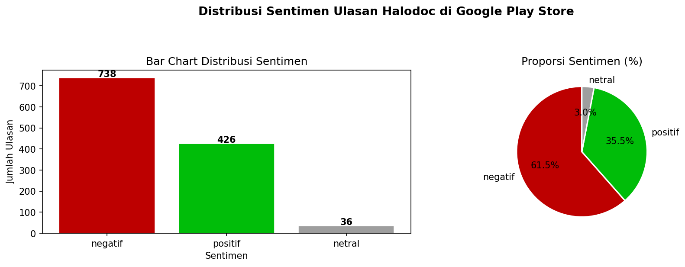 Distribusi Sentimen Ulasan Halodoc di Google Play Store
Bar Chart Distribusi Sentimen
Jumlah Ulasan
700
600
500
400
300
200
100
0
738
426
36
negatif
positif
netral
Sentimen
Proporsi Sentimen (%)
netral
3.0%
positif
35.5%
61.5%
negatif